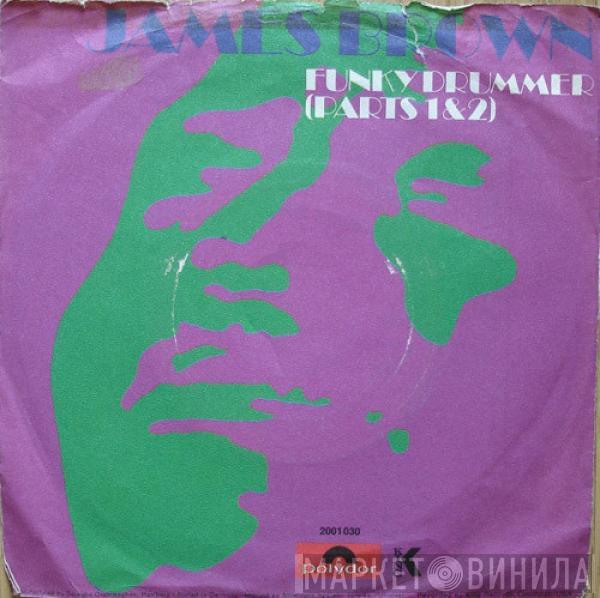 JAMES BROWN
FUNKY DRUMMER
(PARTS 1 & 2)
2001 030
Polydor
K
МАРКЕТ ВИНИЛА